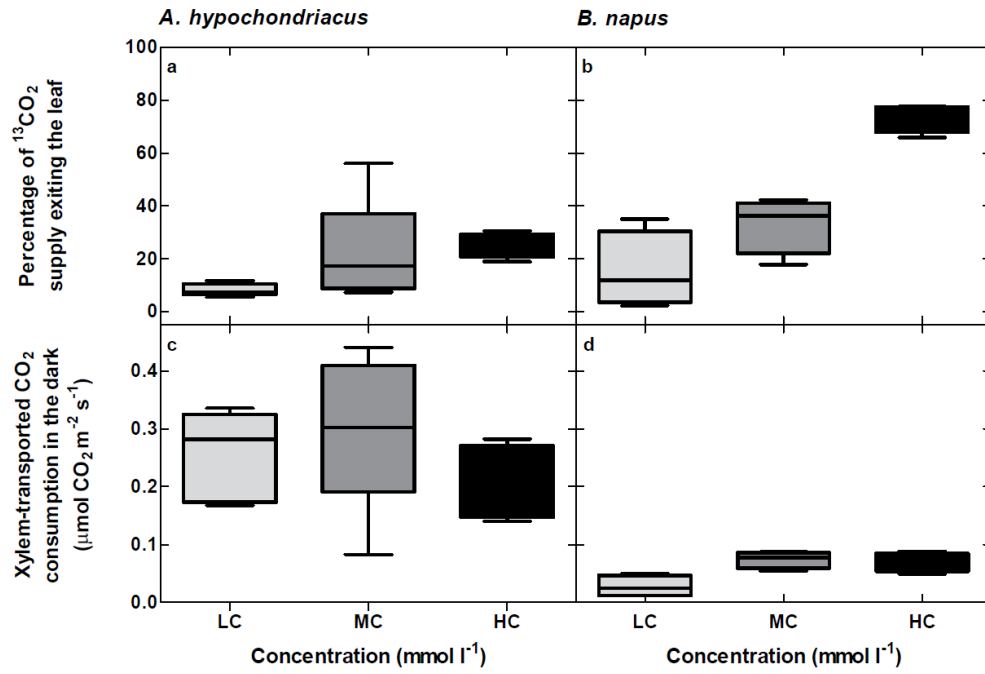 A. hypochondriacus
B. napus
Percentage of ¹³CO₂
supply exiting the leaf
100
80
60
40
20
0
a
b
Xylem-transported CO₂
consumption in the dark
(μmol CO₂ m⁻² s⁻¹)
0.4
0.3
0.2
0.1
0.0
c
d
LC
MC
HC
LC
MC
HC
Concentration (mmol l⁻¹)
Concentration (mmol l⁻¹)